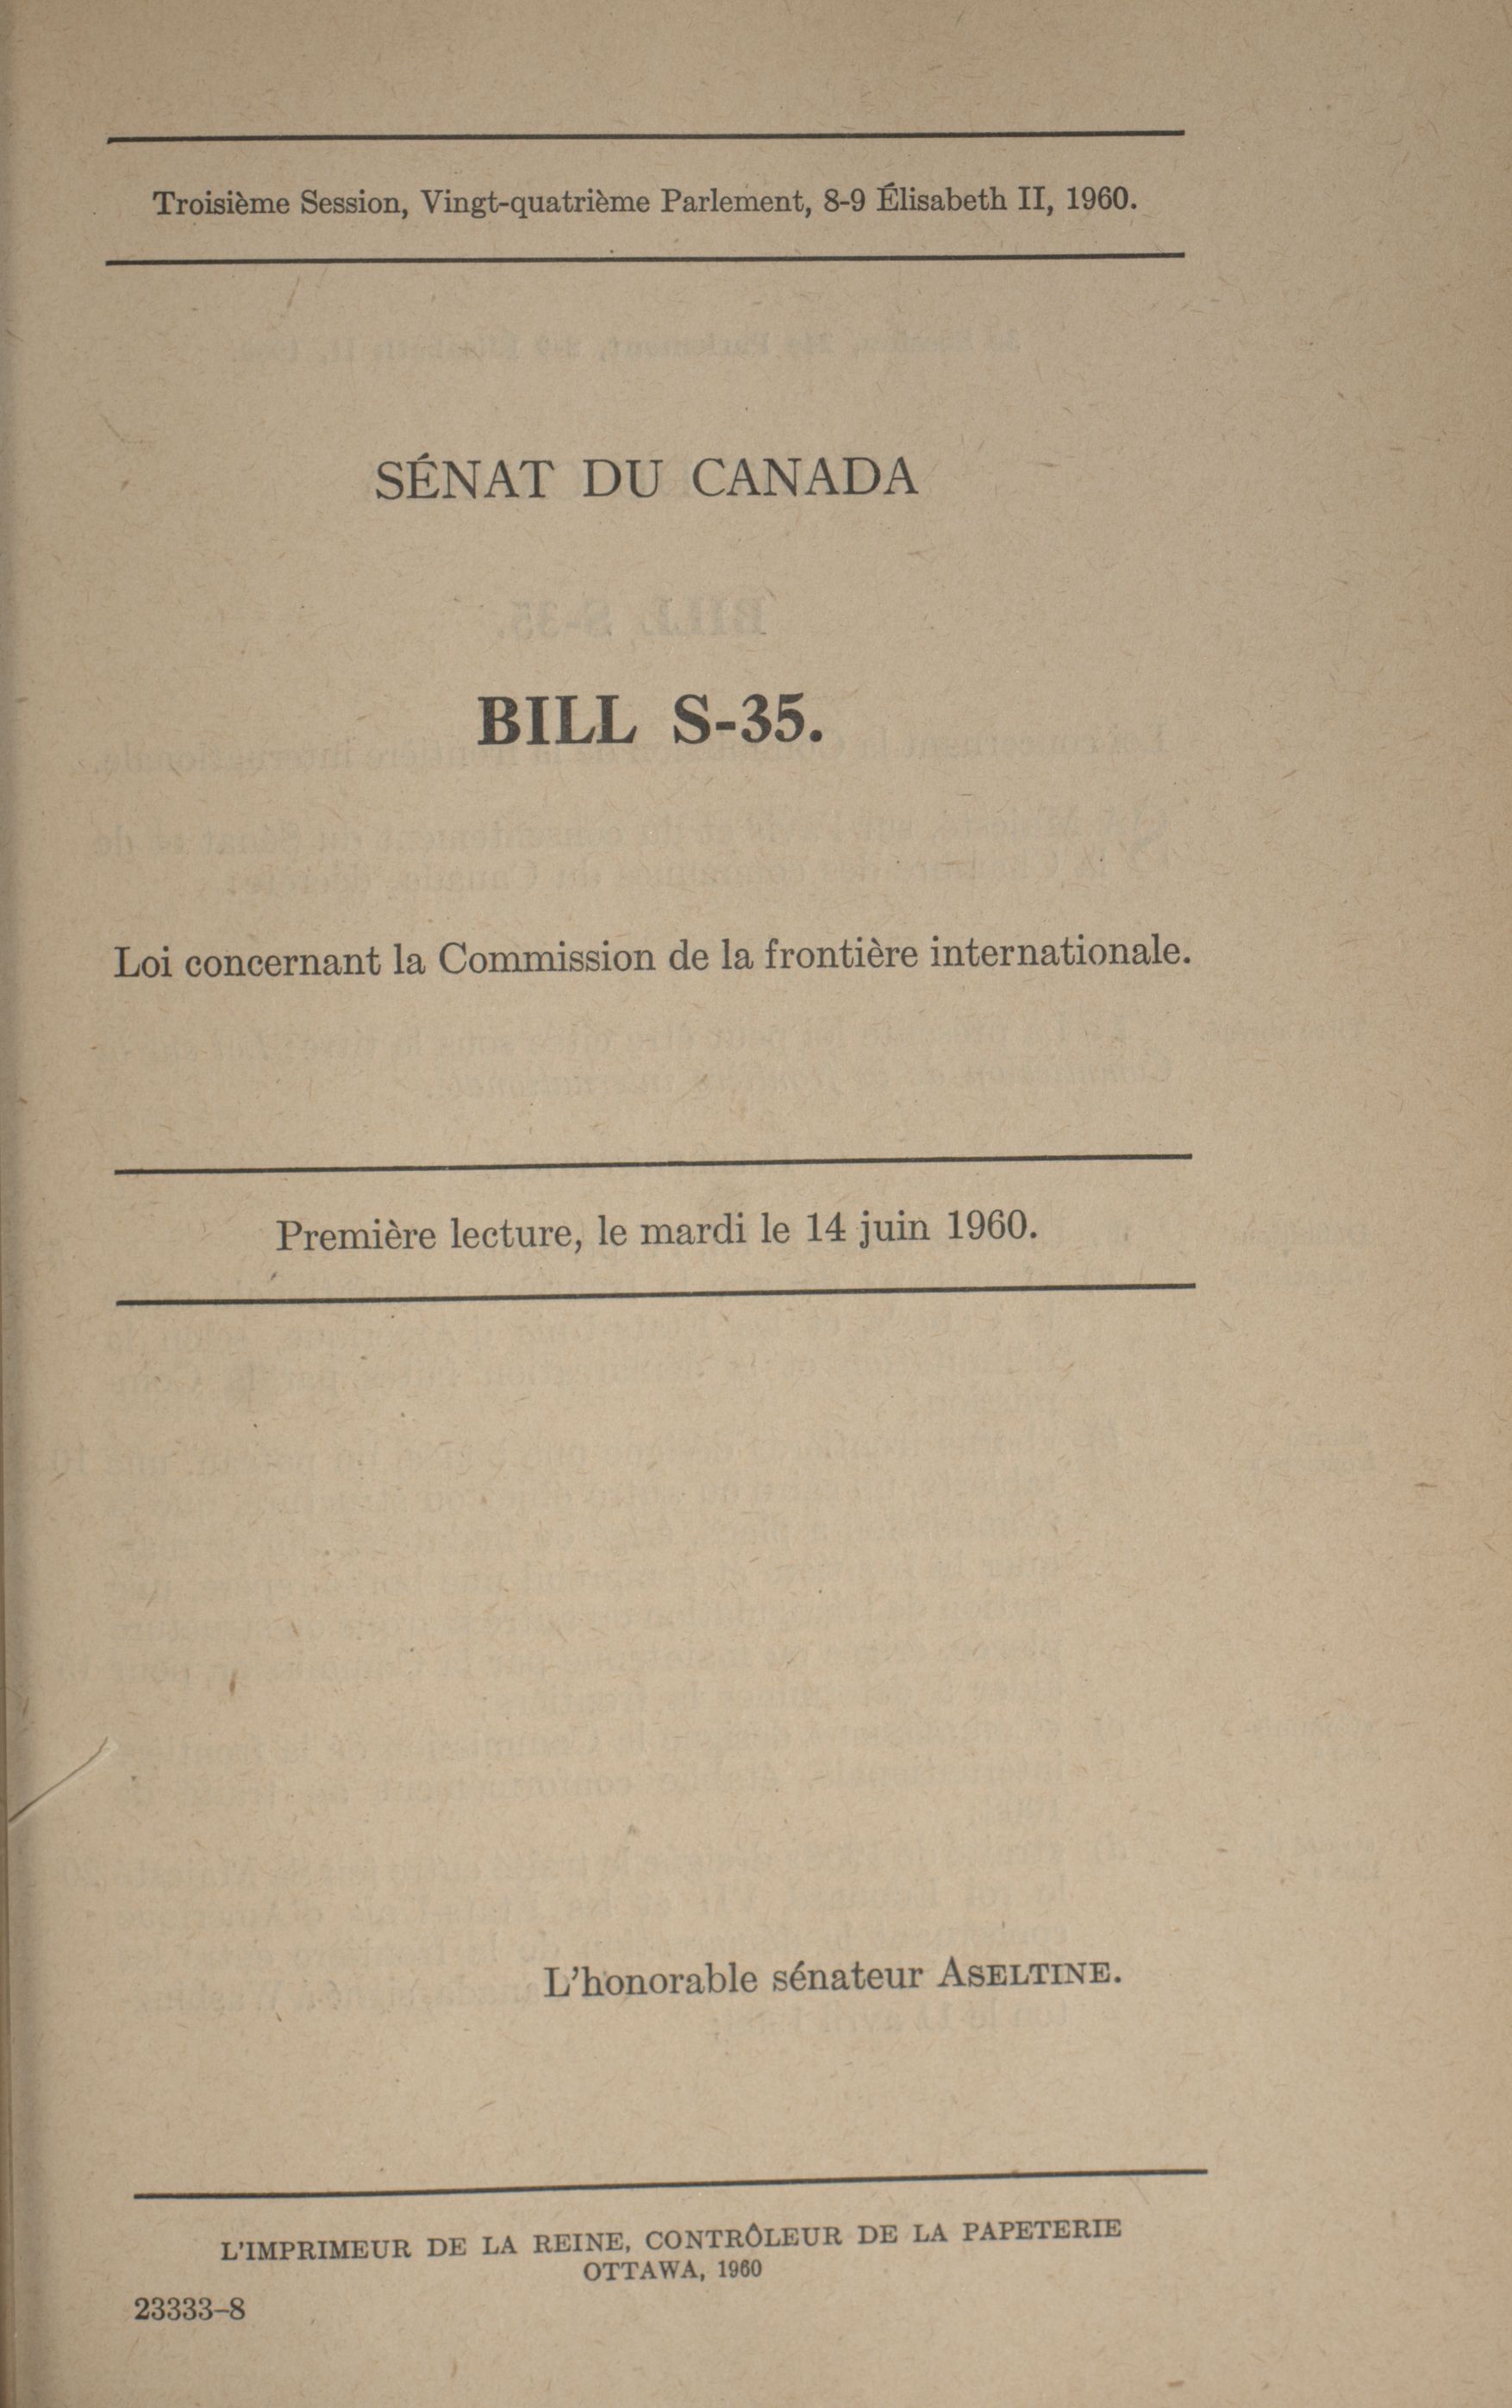 Troisième Session, Vingt-quatrième Parlement, 8-9 Élisabeth II, 1960.
SÉNAT DU CANADA
BILL S-35.
Loi concernant la Commission de la frontière internationale.
Première lecture, le mardi le 14 juin 1960.
L'honorable sénateur ASELTINE.
L'IMPRIMEUR DE LA REINE, CONTRÔLEUR DE LA PAPETERIE
OTTAWA, 1960
23333–8